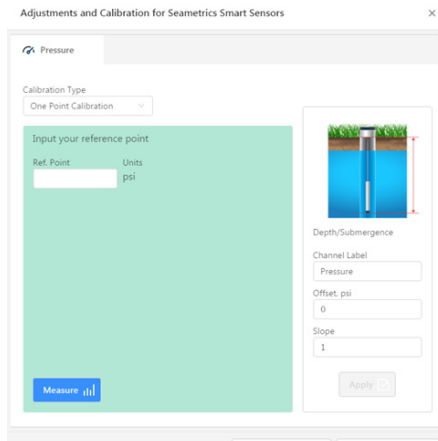 Adjustments and Calibration for Seametrics Smart Sensors
Pressure
Calibration Type
One Point Calibration
Input your reference point
Ref. Point Units
psi
Measure
Depth/Submergence
Channel Label
Pressure
Offset, psi
0
Slope
1
Apply